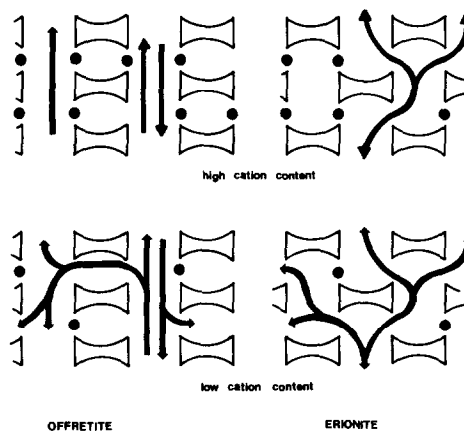 high cation content
low cation content
OFFRETITE
ERIONITE